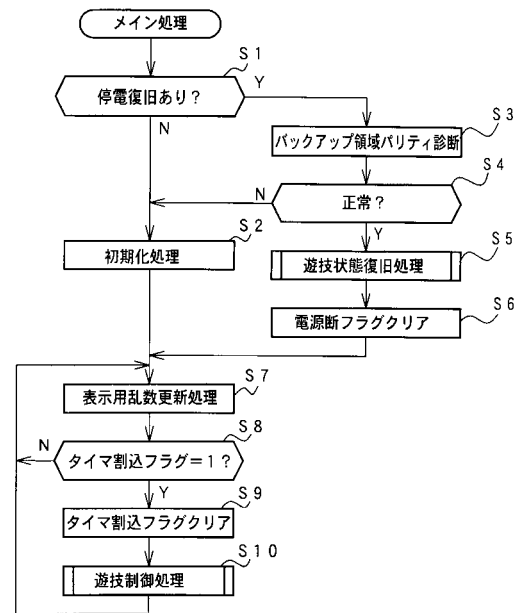 メイン処理
S1
停電復旧あり?
Y
N
S3
バックアップ領域パリティ診断
S4
正常?
N
Y
S2
初期化処理
S5
遊技状態復旧処理
S6
電源断フラグクリア
S7
表示用乱数更新処理
S8
タイマ割込フラグ=1?
N
Y
S9
タイマ割込フラグクリア
S10
遊技制御処理